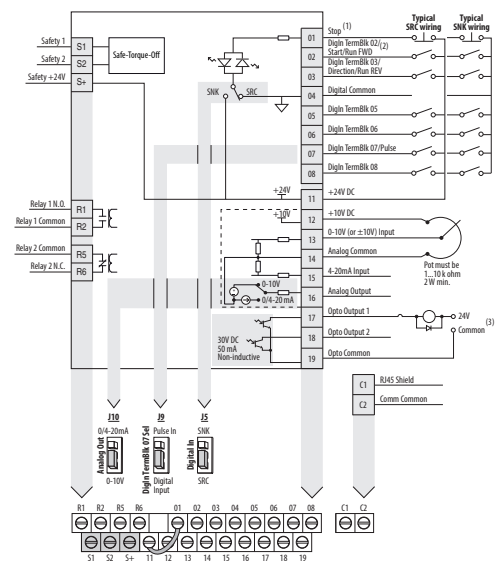 Typical
SRC wiring
Typical
SNK wiring
Safety 1
S1
Safety 2
S2
Safety +24V
S+
Safe-Torque-Off
SNK
SRC
01
Stop (1)
02
DigIn TermBlk 02/ (2)
Start/Run FWD
03
DigIn TermBlk 03/
Direction/Run REV
04
Digital Common
05
DigIn TermBlk 05
06
DigIn TermBlk 06
07
DigIn TermBlk 07/Pulse
08
DigIn TermBlk 08
+24V
11
+24V DC
+10V
12
+10V DC
13
0-10V (or ±10V) Input
14
Analog Common
15
4-20mA Input
16
Analog Output
Pot must be
1...10 k ohm
2 W min.
Relay 1 N.O.
R1
Relay 1 Common
R2
Relay 2 Common
R5
Relay 2 N.C.
R6
0-10V
0/4-20 mA
17
Opto Output 1
18
Opto Output 2
19
Opto Common
24V
Common
(3)
30V DC
50 mA
Non-inductive
C1
RJ45 Shield
C2
Comm Common
J10
J9
J5
Analog Out
0/4-20mA
0-10V
DigIn TermBlk 07 Sel
Pulse In
Digital
Input
Digital In
SNK
SRC
R1 R2 R5 R6 01 02 03 04 05 06 07 08
C1 C2
S1 S2 S+ 11 12 13 14 15 16 17 18 19